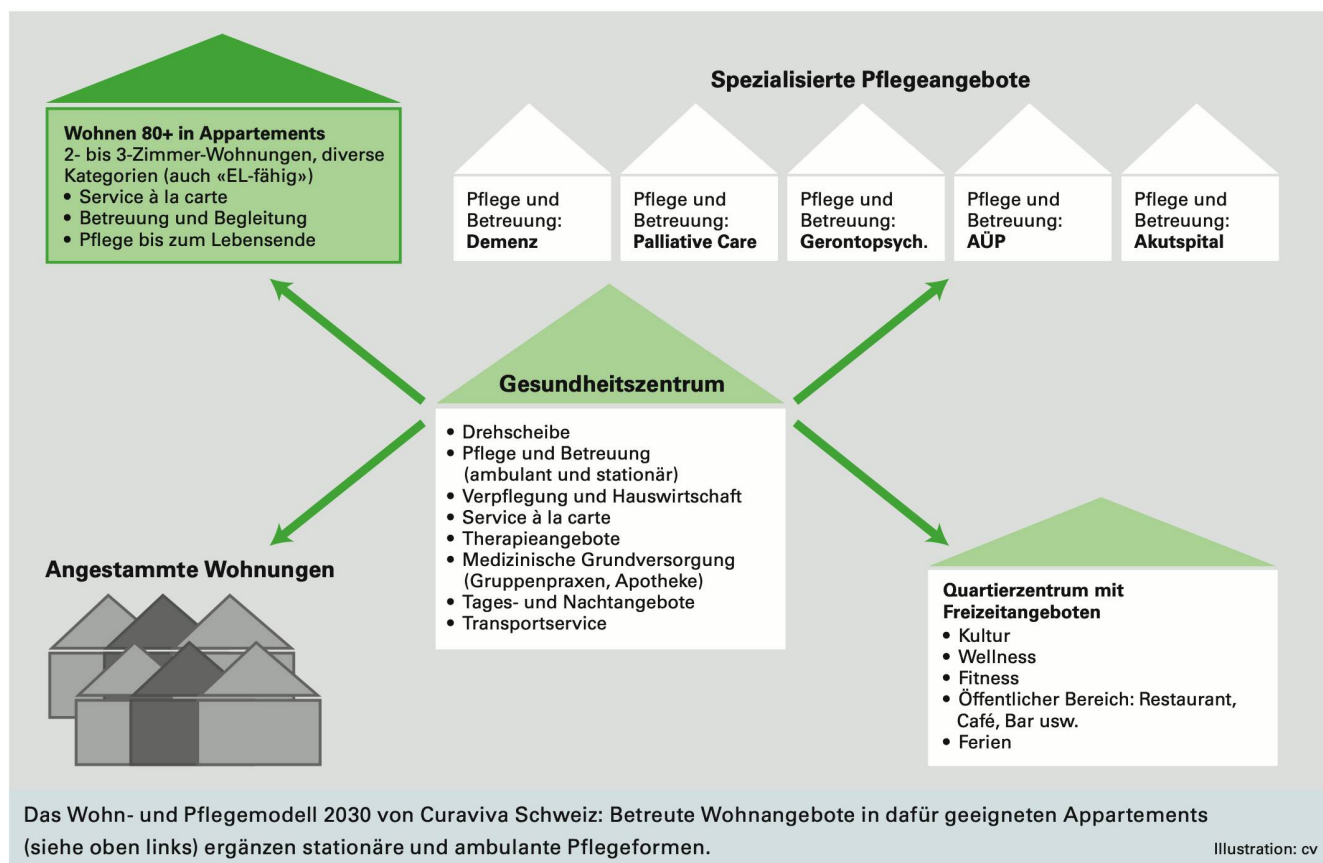 Wohnen 80+ in Appartements
2- bis 3-Zimmer-Wohnungen, diverse
Kategorien (auch «EL-fähig»)
• Service à la carte
• Betreuung und Begleitung
• Pflege bis zum Lebensende
Spezialisierte Pflegeangebote
Pflege und
Betreuung:
Demenz
Pflege und
Betreuung:
Palliative Care
Pflege und
Betreuung:
Gerontopsych.
Pflege und
Betreuung:
AÜP
Pflege und
Betreuung:
Akutspital
Gesundheitszentrum
• Drehscheibe
• Pflege und Betreuung
(ambulant und stationär)
• Verpflegung und Hauswirtschaft
• Service à la carte
• Therapieangebote
• Medizinische Grundversorgung
(Gruppenpraxen, Apotheke)
• Tages- und Nachtangebote
• Transportservice
Angestammte Wohnungen
Quartierzentrum mit
Freizeitangeboten
• Kultur
• Wellness
• Fitness
• Öffentlicher Bereich: Restaurant,
Café, Bar usw.
• Ferien
Das Wohn- und Pflegemodell 2030 von Curaviva Schweiz: Betreute Wohnangebote in dafür geeigneten Appartements
(siehe oben links) ergänzen stationäre und ambulante Pflegeformen.
Illustration: cv